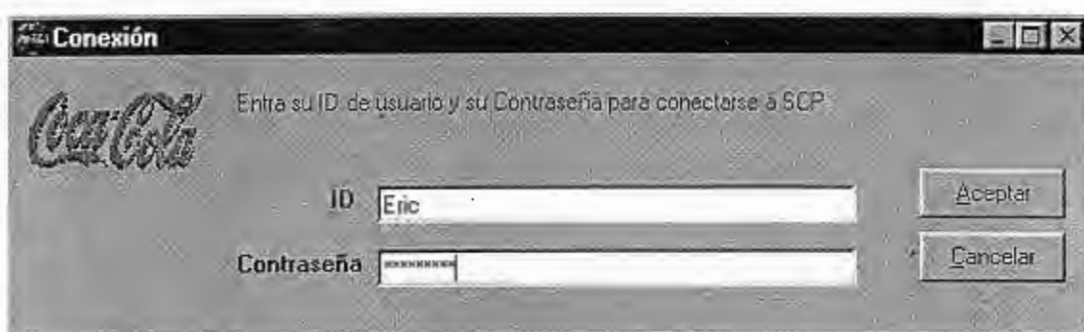 Conexión
Coca-Cola
Entra su ID de usuario y su Contraseña para conectarse a SCP
ID Eric
Aceptar
Contraseña *********
Cancelar